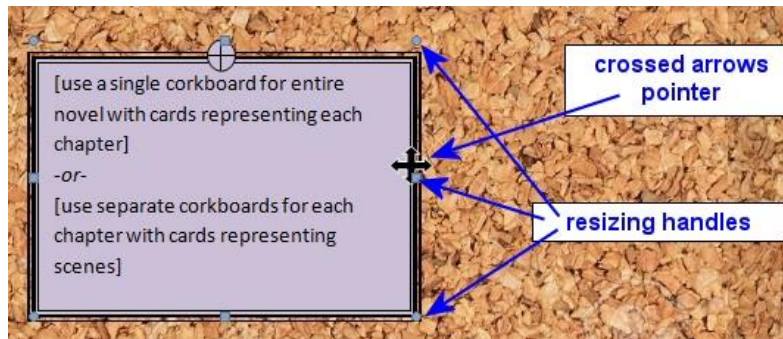 [use a single corkboard for entire
novel with cards representing each
chapter]
-or-
[use separate corkboards for each
chapter with cards representing
scenes]
crossed arrows
pointer
resizing handles